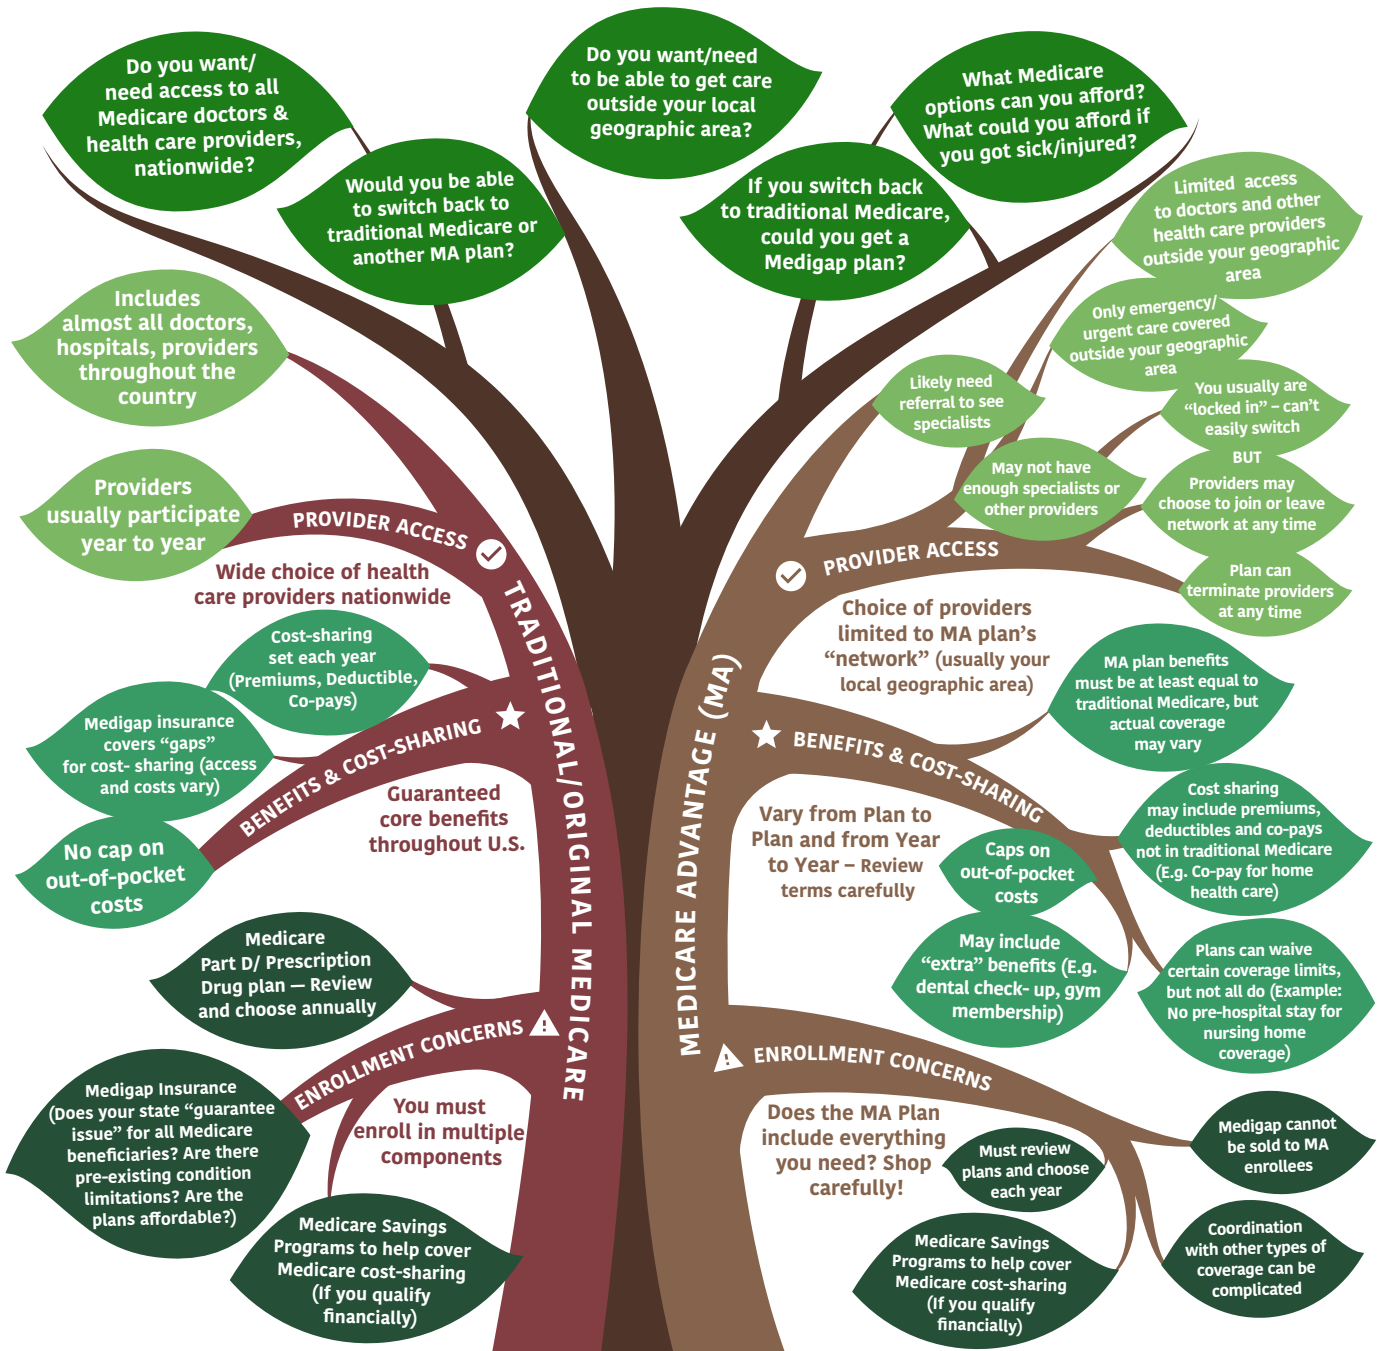 Do you want/
need access to all
Medicare doctors &
health care providers,
nationwide?
Would you be able
to switch back to
traditional Medicare or
another MA plan?
Do you want/need
to be able to get care
outside your local
geographic area?
If you switch back
to traditional Medicare,
could you get a
Medigap plan?
What Medicare
options can you afford?
What could you afford if
you got sick/injured?
TRADITIONAL/ORIGINAL MEDICARE
PROVIDER ACCESS
Wide choice of health
care providers nationwide
Includes
almost all doctors,
hospitals, providers
throughout the
country
Providers
usually participate
year to year
BENEFITS & COST-SHARING
Guaranteed
core benefits
throughout U.S.
Cost-sharing
set each year
(Premiums, Deductible,
Co-pays)
Medigap insurance
covers “gaps”
for cost- sharing (access
and costs vary)
No cap on
out-of-pocket
costs
ENROLLMENT CONCERNS
You must
enroll in multiple
components
Medicare
Part D/ Prescription
Drug plan — Review
and choose annually
Medigap Insurance
(Does your state “guarantee
issue” for all Medicare
beneficiaries? Are there
pre-existing condition
limitations? Are the
plans affordable?)
Medicare Savings
Programs to help cover
Medicare cost-sharing
(If you qualify
financially)
MEDICARE ADVANTAGE (MA)
PROVIDER ACCESS
Choice of providers
limited to MA plan’s
“network” (usually your
local geographic area)
Limited access
to doctors and other
health care providers
outside your geographic
area
Only emergency/
urgent care covered
outside your geographic
area
Likely need
referral to see
specialists
You usually are
“locked in” – can’t
easily switch
BUT
Providers may
choose to join or leave
network at any time
May not have
enough specialists or
other providers
Plan can
terminate providers
at any time
BENEFITS & COST-SHARING
Vary from Plan to
Plan and from Year
to Year – Review
terms carefully
MA plan benefits
must be at least equal to
traditional Medicare, but
actual coverage
may vary
Cost sharing
may include premiums,
deductibles and co-pays
not in traditional Medicare
(E.g. Co-pay for home
health care)
Caps on
out-of-pocket
costs
May include
“extra” benefits (E.g.
dental check- up, gym
membership)
Plans can waive
certain coverage limits,
but not all do (Example:
No pre-hospital stay for
nursing home
coverage)
ENROLLMENT CONCERNS
Does the MA Plan
include everything
you need? Shop
carefully!
Medigap cannot
be sold to MA
enrollees
Must review
plans and choose
each year
Coordination
with other types of
coverage can be
complicated
Medicare Savings
Programs to help cover
Medicare cost-sharing
(If you qualify
financially)